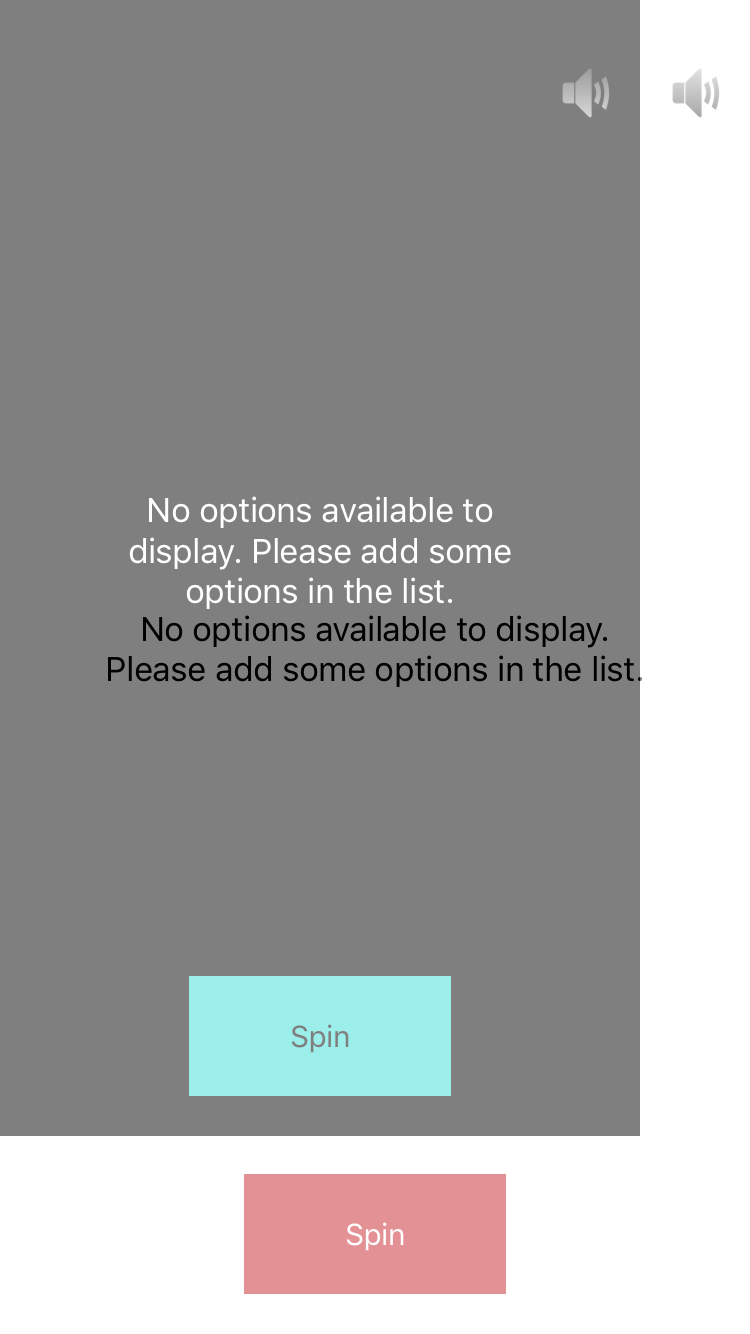 No options available to
display. Please add some
options in the list.
No options available to display.
Please add some options in the list.
Spin
Spin